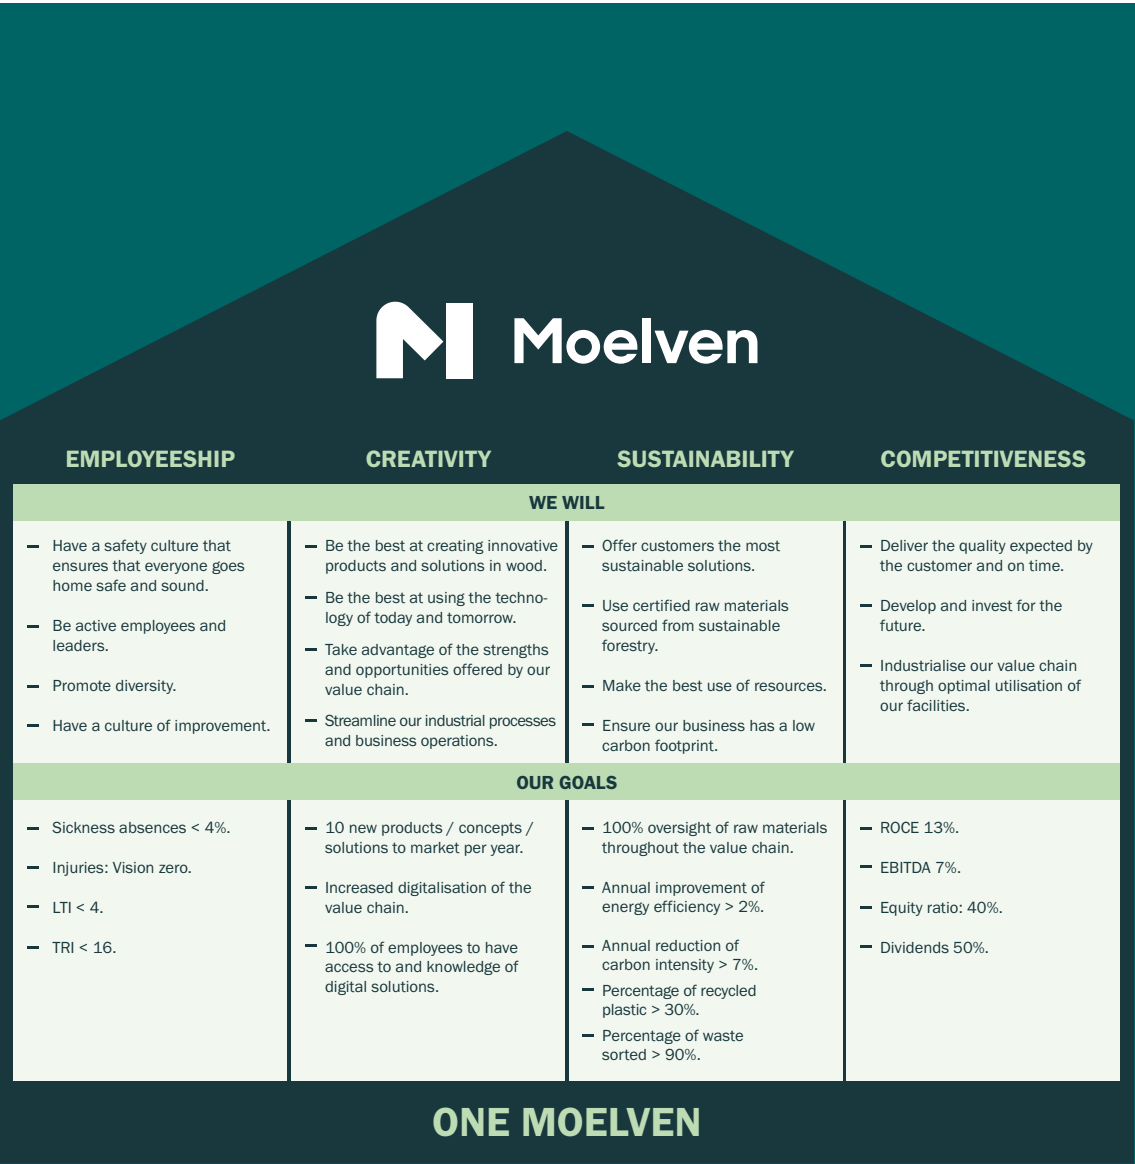 Moelven
EMPLOYEESHIP
CREATIVITY
SUSTAINABILITY
COMPETITIVENESS
WE WILL
– Have a safety culture that
ensures that everyone goes
home safe and sound.
– Be active employees and
leaders.
– Promote diversity.
– Have a culture of improvement.
– Be the best at creating innovative
products and solutions in wood.
– Be the best at using the techno-
logy of today and tomorrow.
– Take advantage of the strengths
and opportunities offered by our
value chain.
– Streamline our industrial processes
and business operations.
– Offer customers the most
sustainable solutions.
– Use certified raw materials
sourced from sustainable
forestry.
– Make the best use of resources.
– Ensure our business has a low
carbon footprint.
– Deliver the quality expected by
the customer and on time.
– Develop and invest for the
future.
– Industrialise our value chain
through optimal utilisation of
our facilities.
OUR GOALS
– Sickness absences < 4%.
– Injuries: Vision zero.
– LTI < 4.
– TRI < 16.
– 10 new products / concepts /
solutions to market per year.
– Increased digitalisation of the
value chain.
– 100% of employees to have
access to and knowledge of
digital solutions.
– 100% oversight of raw materials
throughout the value chain.
– Annual improvement of
energy efficiency > 2%.
– Annual reduction of
carbon intensity > 7%.
– Percentage of recycled
plastic > 30%.
– Percentage of waste
sorted > 90%.
– ROCE 13%.
– EBITDA 7%.
– Equity ratio: 40%.
– Dividends 50%.
ONE MOELVEN